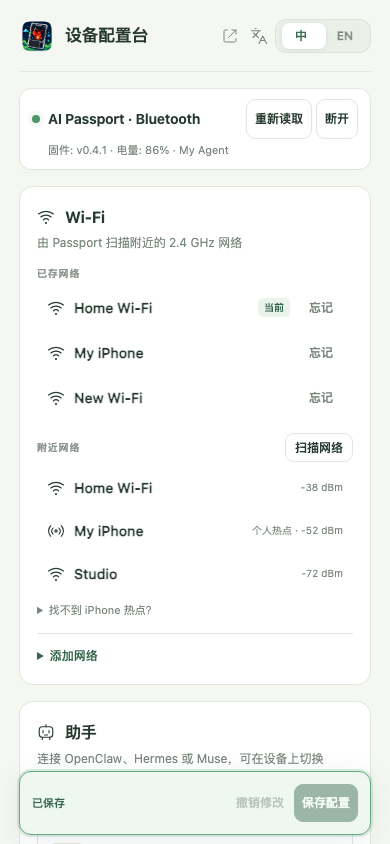 设备配置台
中 EN
AI Passport · Bluetooth 重新读取 断开
固件: v0.4.1 · 电量: 86% · My Agent
Wi-Fi
由 Passport 扫描附近的 2.4 GHz 网络
已存网络
Home Wi-Fi 当前 忘记
My iPhone 忘记
New Wi-Fi 忘记
附近网络 扫描网络
Home Wi-Fi -38 dBm
My iPhone 个人热点 · -52 dBm
Studio -72 dBm
找不到 iPhone 热点?
添加网络
助手
连接 OpenClaw、Hermes 或 Muse，可在设备上切换
已保存 撤销修改 保存配置